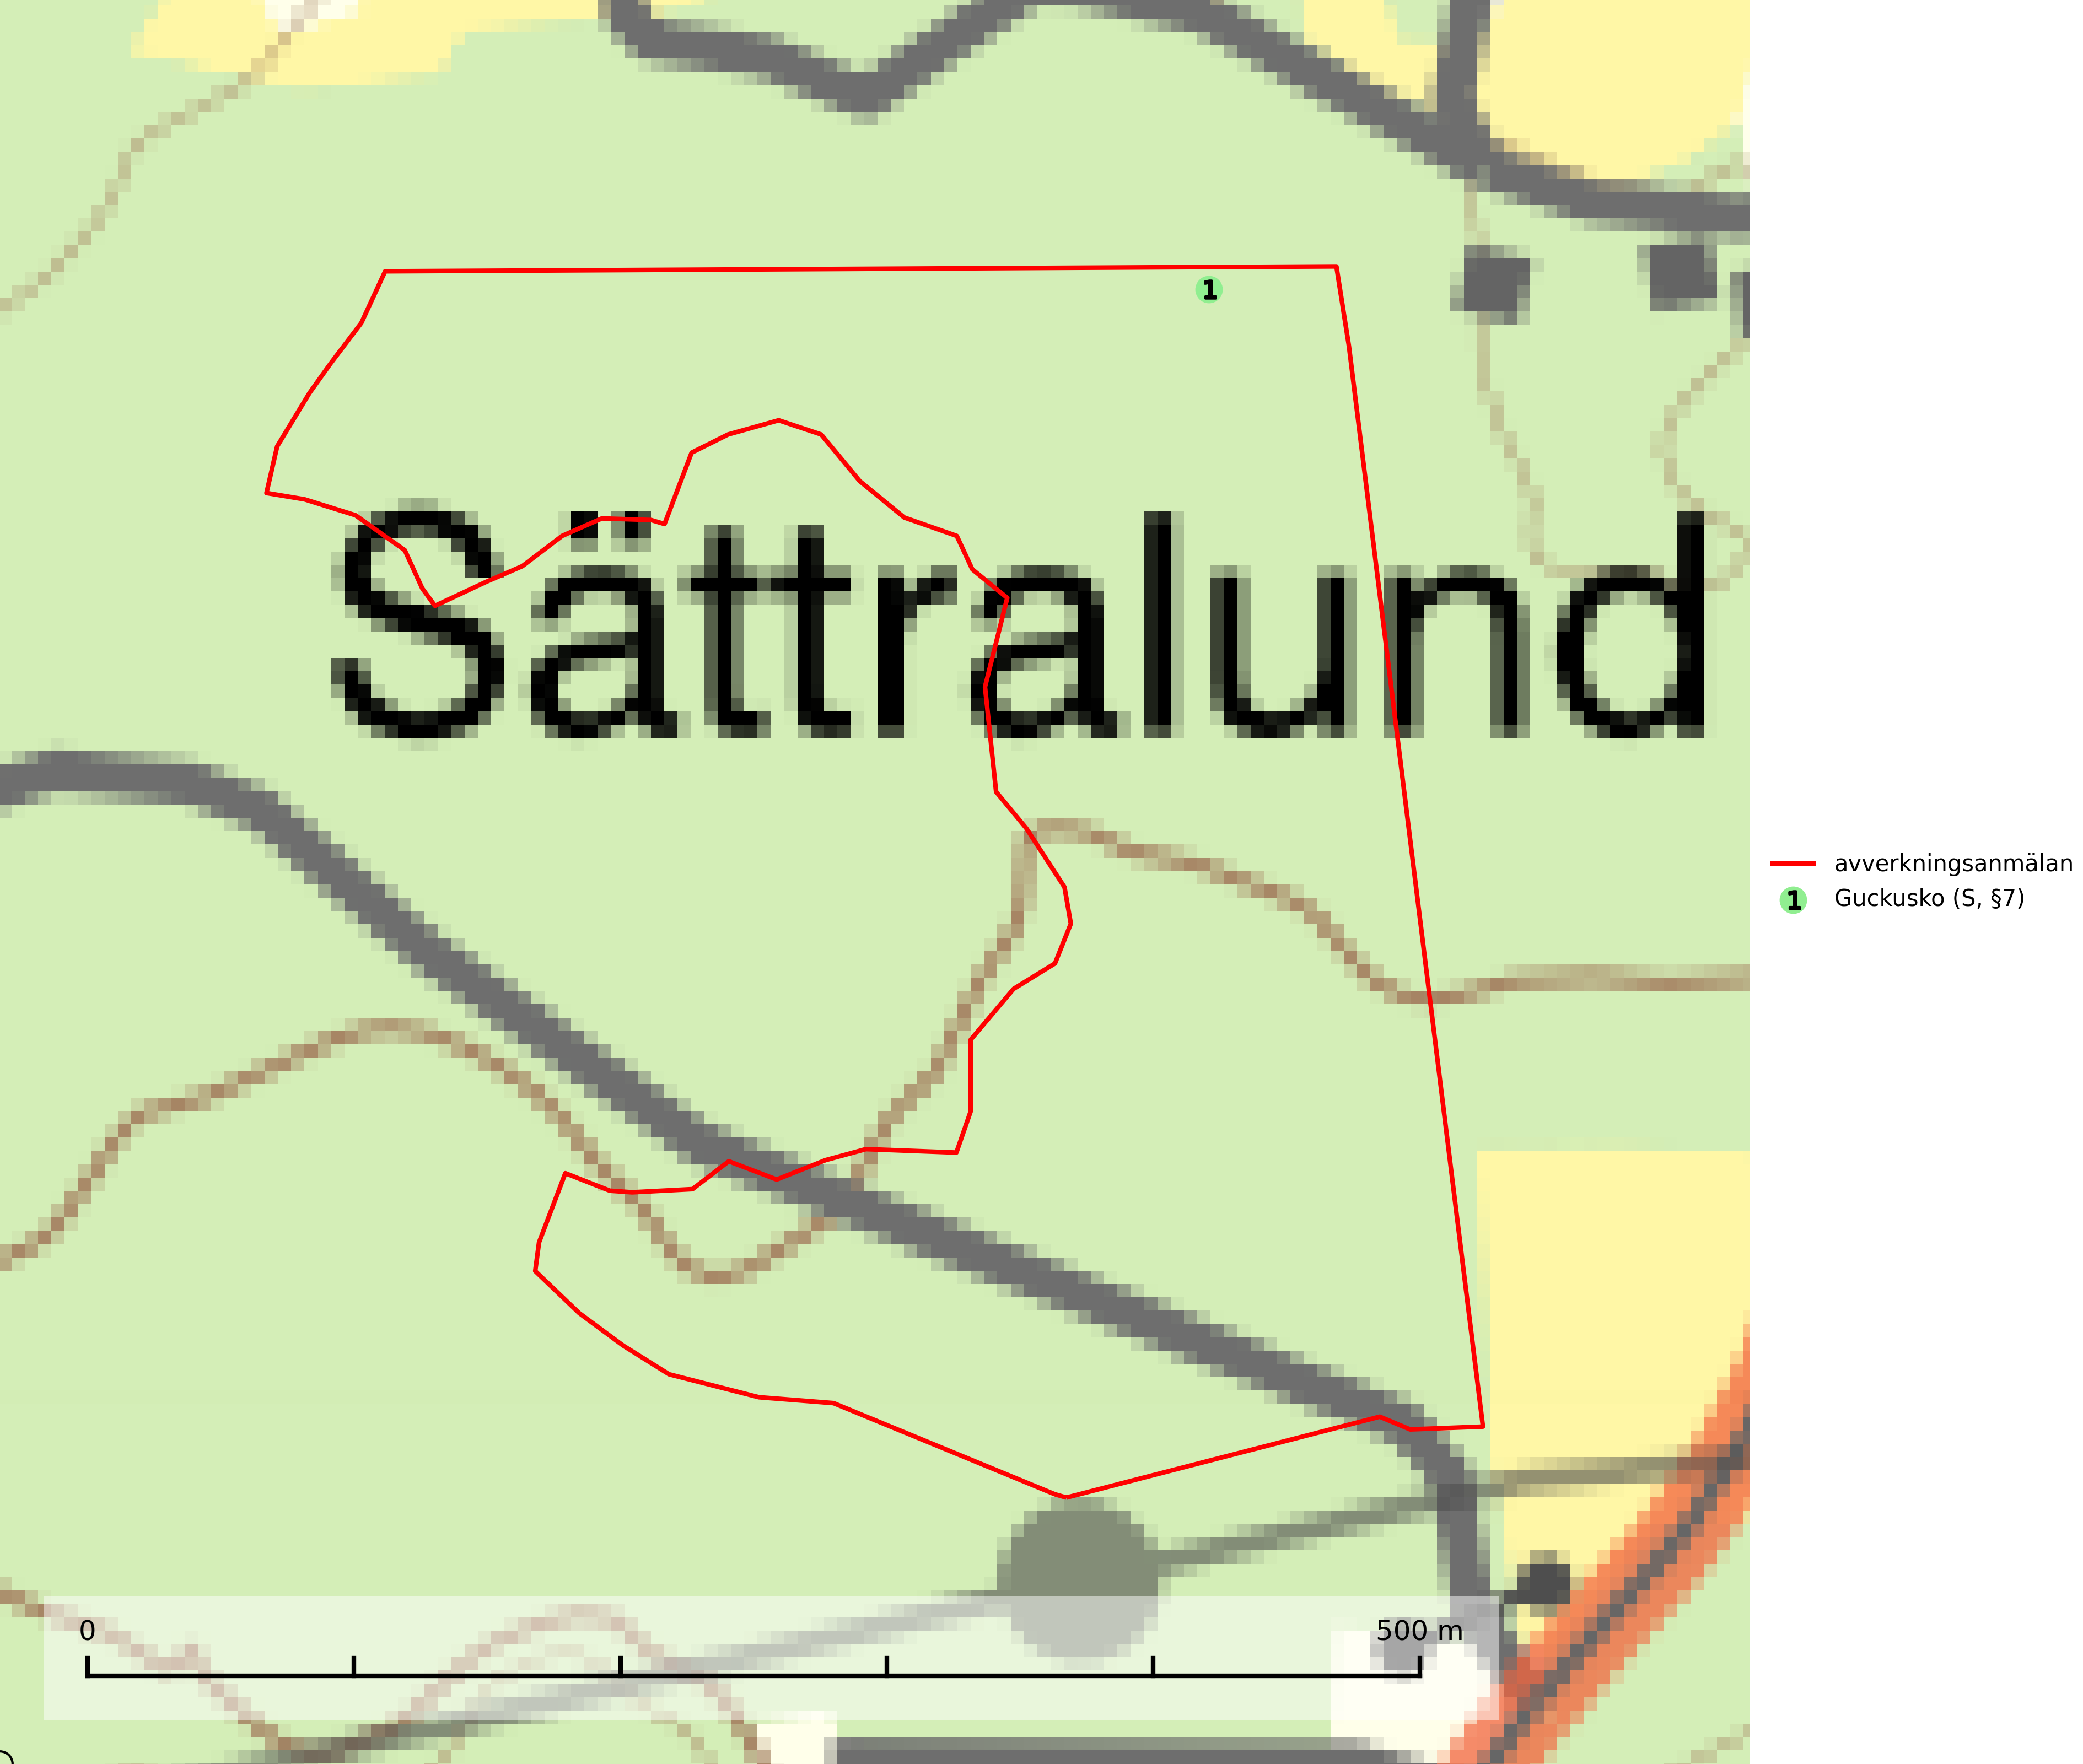 1
Sättralund
avverkningsanmälan
1 Guckusko (S, §7)
0 500 m